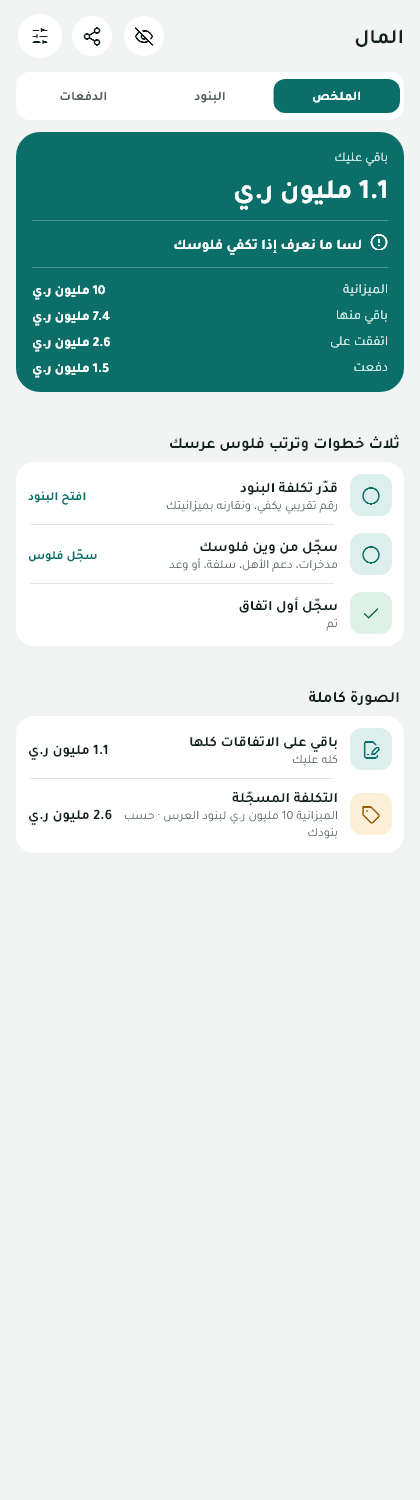 المال
الملخص
البنود
الدفعات
باقي عليك
1.1 مليون ر.ي
لسا ما نعرف إذا تكفي فلوسك
الميزانية 10 مليون ر.ي
باقي منها 7.4 مليون ر.ي
اتفقت على 2.6 مليون ر.ي
دفعت 1.5 مليون ر.ي
ثلاث خطوات وترتب فلوس عرسك
قدّر تكلفة البنود
رقم تقريبي يكفي، ونقارنه بميزانيتك
افتح البنود
سجّل من وين فلوسك
مدخرات، دعم الأهل، سلفة، أو وعد
سجّل فلوس
سجّل أول اتفاق
تم
الصورة كاملة
باقي على الاتفاقات كلها
كله عليك
1.1 مليون ر.ي
التكلفة المسجّلة
الميزانية 10 مليون ر.ي لبنود العرس · حسب
بنودك
2.6 مليون ر.ي